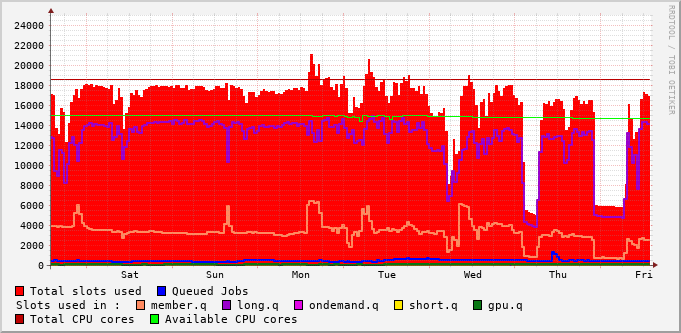 RRDTOOL / TOBI OETIKER
24000
22000
20000
18000
16000
14000
12000
10000
8000
6000
4000
2000
0
Sat Sun Mon Tue Wed Thu Fri
Total slots used Queued Jobs
Slots used in : member.q long.q ondemand.q short.q gpu.q
Total CPU cores Available CPU cores